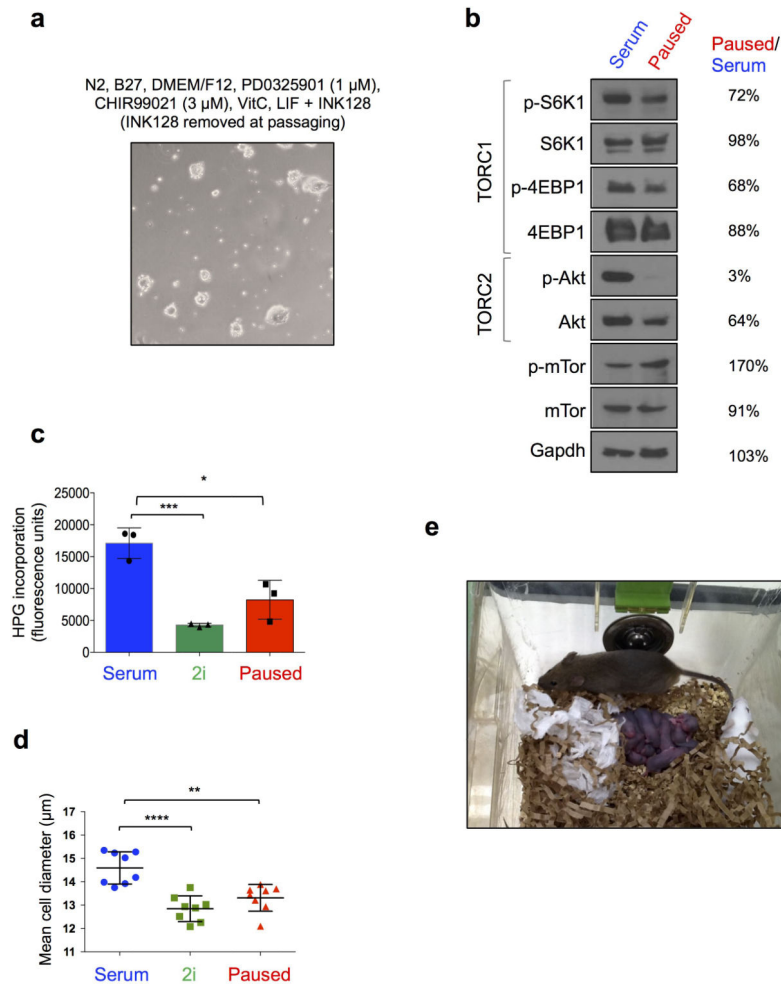 a
N2, B27, DMEM/F12, PD0325901 (1 µM),
CHIR99021 (3 µM), VitC, LIF + INK128
(INK128 removed at passaging)
b
Serum
Paused
Paused/
Serum
TORC1
p-S6K1
72%
S6K1
98%
p-4EBP1
68%
4EBP1
88%
TORC2
p-Akt
3%
Akt
64%
p-mTor
170%
mTor
91%
Gapdh
103%
c
HPG incorporation
(fluorescence units)
25000
20000
15000
10000
5000
0
*
***
Serum
2i
Paused
d
Mean cell diameter (µm)
17
16
15
14
13
12
11
**
****
Serum
2i
Paused
e